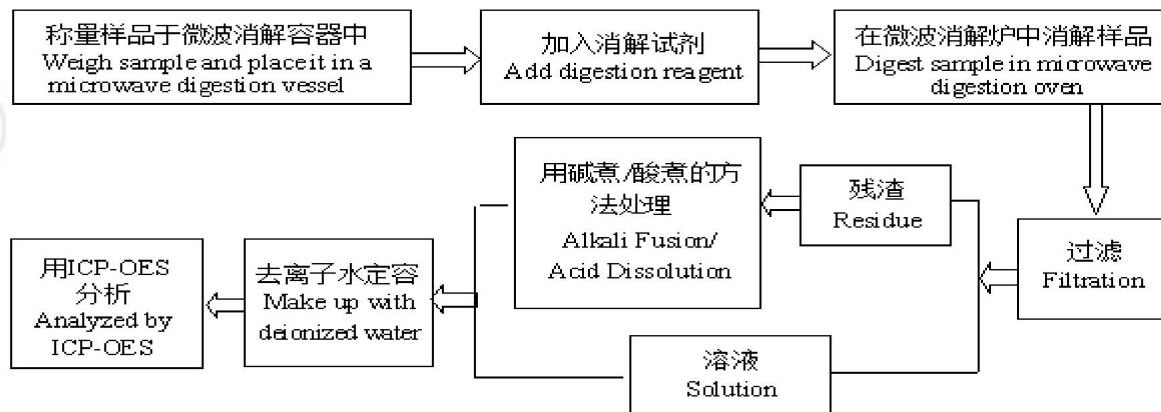 称量样品于微波消解容器中
Weigh sample and place it in a
microwave digestion vessel
加入消解试剂
Add digestion reagent
在微波消解炉中消解样品
Digest sample in microwave
digestion oven
过滤
Filtration
残渣
Residue
用碱煮/酸煮的方
法处理
Alkali Fusion/
Acid Dissolution
溶液
Solution
去离子水定容
Make up with
deionized water
用ICP-OES
分析
Analyzed by
ICP-OES